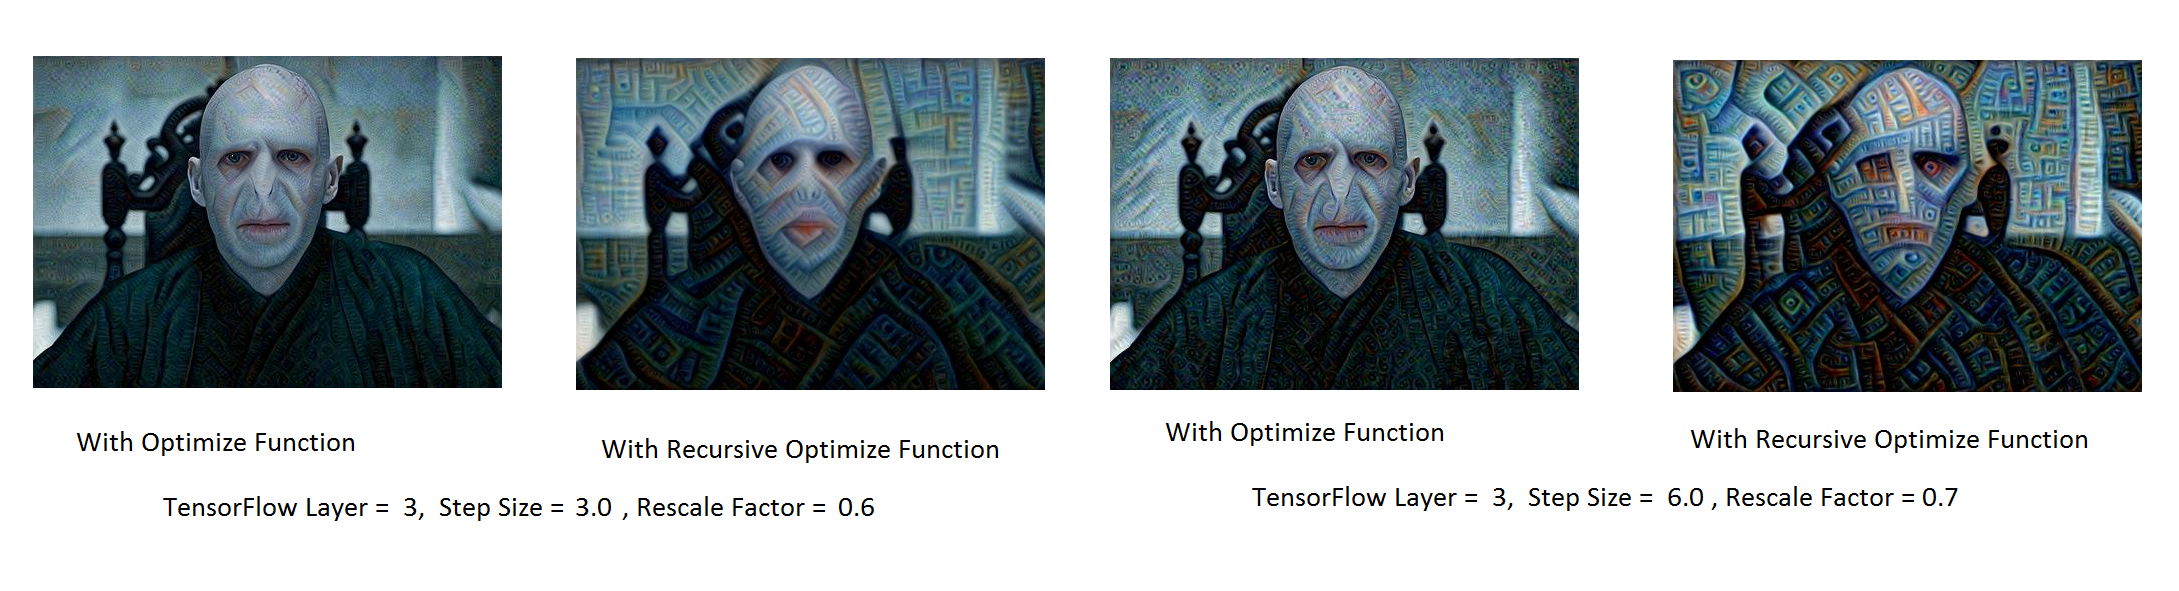 With Optimize Function
With Recursive Optimize Function
With Optimize Function
With Recursive Optimize Function
TensorFlow Layer = 3, Step Size = 3.0 , Rescale Factor = 0.6
TensorFlow Layer = 3, Step Size = 6.0 , Rescale Factor = 0.7